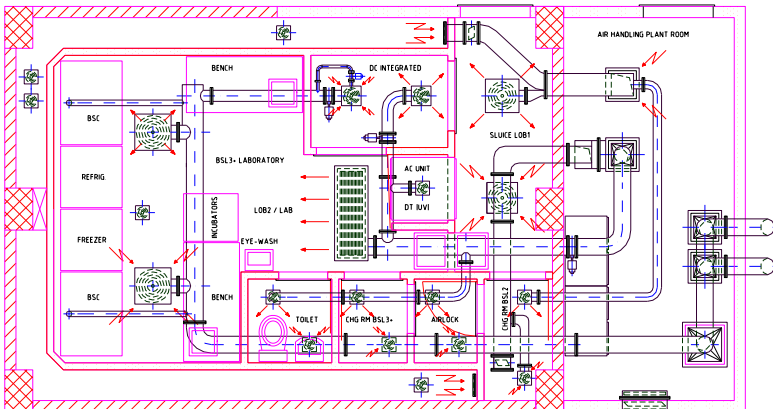 AIR HANDLING PLANT ROOM
BENCH
DC INTEGRATED
BSC
SLUICE LOB1
BSL3+ LABORATORY
AC UNIT
REFRIG.
DT IUVI
INCUBATORS
LOB2 / LAB
FREEZER
EYE-WASH
BSC
BENCH
TOILET
CHG RM BSL3+
AIRLOCK
CHG RM BSL2